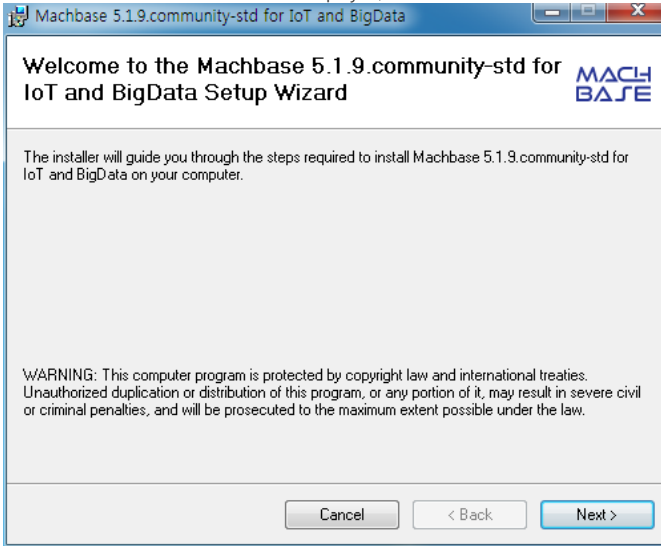 Machbase 5.1.9.community-std for IoT and BigData
Welcome to the Machbase 5.1.9.community-std for
IoT and BigData Setup Wizard
MACH
BASE
The installer will guide you through the steps required to install Machbase 5.1.9.community-std for
IoT and BigData on your computer.
WARNING: This computer program is protected by copyright law and international treaties.
Unauthorized duplication or distribution of this program, or any portion of it, may result in severe civil
or criminal penalties, and will be prosecuted to the maximum extent possible under the law.
Cancel
< Back
Next >